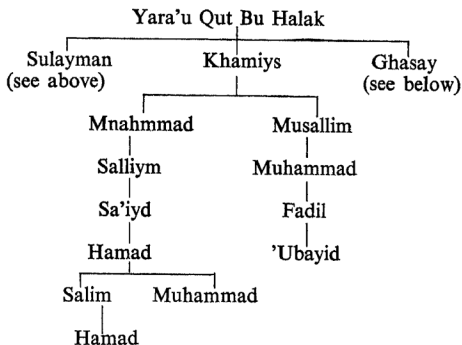 Yara'u Qut Bu Halak
Sulayman Khamiys Ghasay
(see above) (see below)
Mnahmmad Musallim
Salliym Muhammad
Sa'iyd Fadil
Hamad 'Ubayid
Salim Muhammad
Hamad